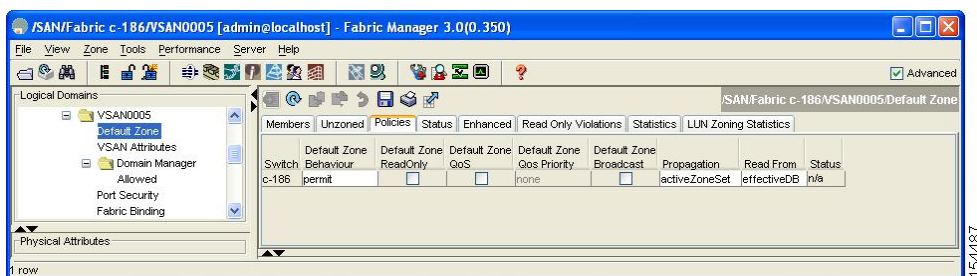 /SAN/Fabric c-186/VSAN0005 [admin@localhost] - Fabric Manager 3.0(0.350)
File View Zone Tools Performance Server Help
Advanced
Logical Domains
VSAN0005
Default Zone
VSAN Attributes
Domain Manager
Allowed
Port Security
Fabric Binding
Physical Attributes
/SAN/Fabric c-186/VSAN0005/Default Zone
Members Unzoned Policies Status Enhanced Read Only Violations Statistics LUN Zoning Statistics
Default Zone Default Zone Default Zone Default Zone Default Zone
Switch Behaviour ReadOnly QoS Qos Priority Broadcast Propagation Read From Status
c-186 permit none activeZoneSet effectiveDB n/a
1 row
154487